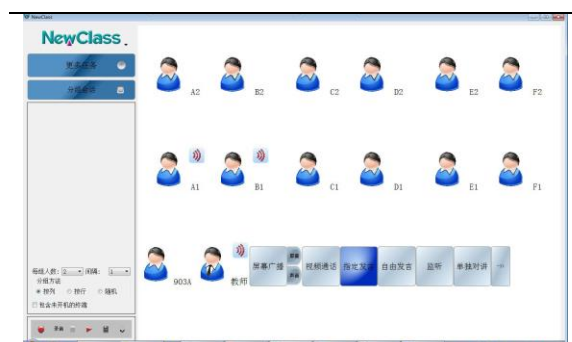 NewClass
NewClass
更多任务
分组会话
A2 B2 C2 D2 E2 F2
A1 B1 C1 D1 E1 F1
903A 教师
屏幕广播 视频通话 指定发言 自由发言 监听 单独对讲
每组人数: 2 间隔: 1
分组方法
按列 按行 随机
包含未开机的终端